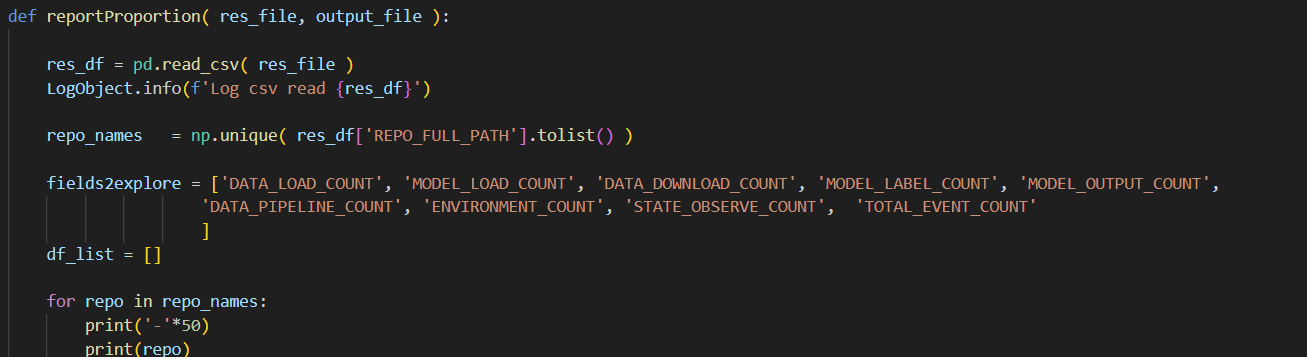 def reportProportion( res_file, output_file ):
res_df = pd.read_csv( res_file )
LogObject.info(f'Log csv read {res_df}')
repo_names   = np.unique( res_df['REPO_FULL_PATH'].tolist() )
fields2explore = ['DATA_LOAD_COUNT', 'MODEL_LOAD_COUNT', 'DATA_DOWNLOAD_COUNT', 'MODEL_LABEL_COUNT', 'MODEL_OUTPUT_COUNT',
'DATA_PIPELINE_COUNT', 'ENVIRONMENT_COUNT', 'STATE_OBSERVE_COUNT',  'TOTAL_EVENT_COUNT'
]
df_list = []
for repo in repo_names:
print('-'*50)
print(repo)